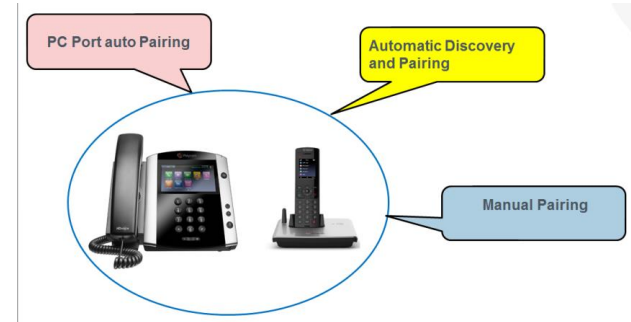 PC Port auto Pairing
Automatic Discovery
and Pairing
Manual Pairing